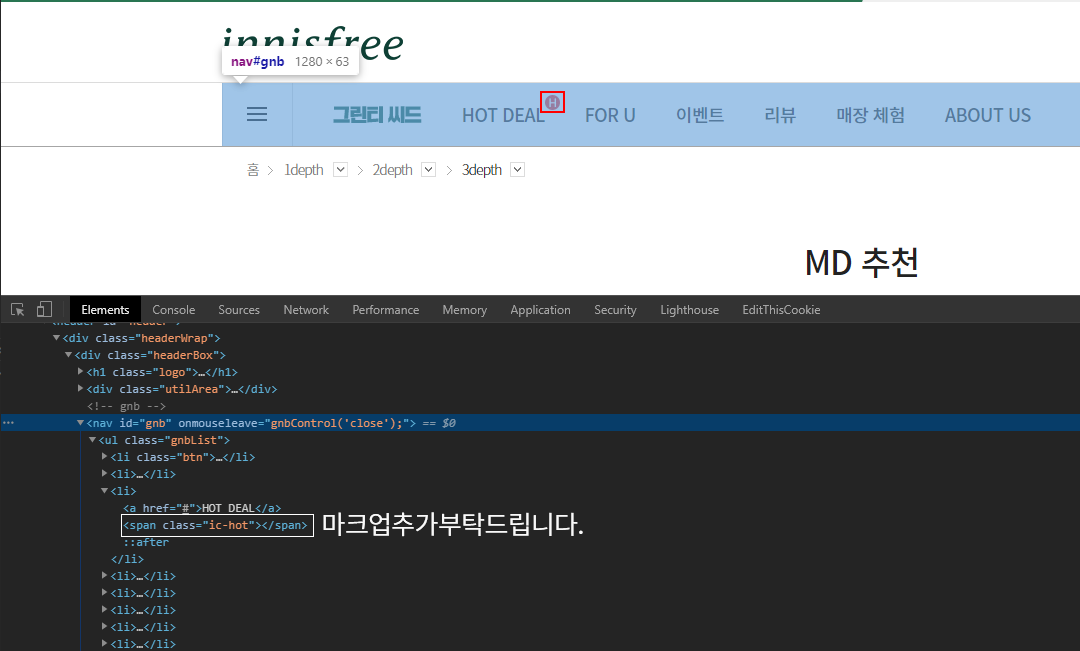 innisfree
nav#gnb 1280 × 63
그린티 씨드 HOT DEAL H FOR U 이벤트 리뷰 매장 체험 ABOUT US
홈 1depth 2depth 3depth
MD 추천
Elements Console Sources Network Performance Memory Application Security Lighthouse EditThisCookie
<header id="header">
<div class="headerWrap">
<div class="headerBox">
<h1 class="logo">…</h1>
<div class="utilArea">…</div>
<!-- gnb -->
<nav id="gnb" onmouseleave="gnbControl('close');"> == $0
<ul class="gnbList">
<li class="btn">…</li>
<li>…</li>
<li>
<a href="#">HOT DEAL</a>
<span class="ic-hot"></span> 마크업추가부탁드립니다.
::after
</li>
<li>…</li>
<li>…</li>
<li>…</li>
<li>…</li>
<li>…</li>